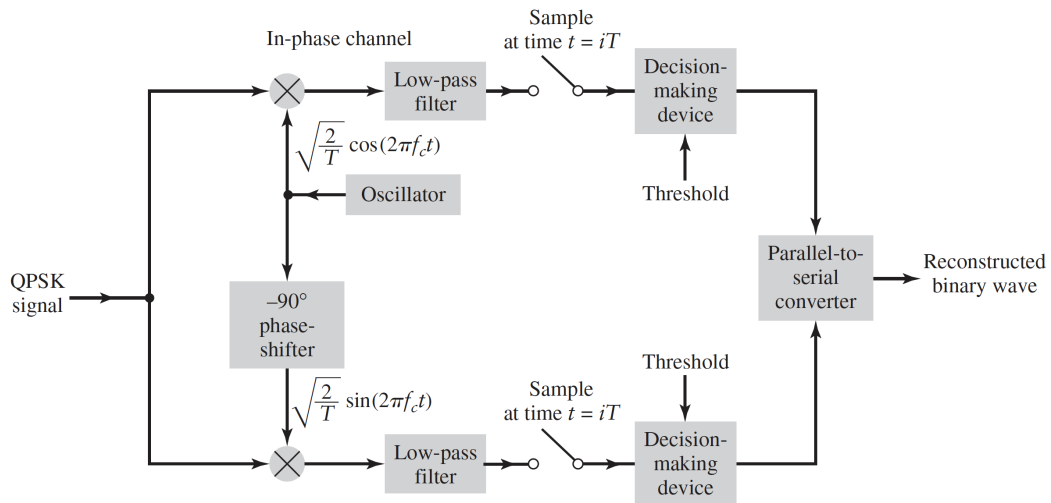 Sample
at time t = iT
In-phase channel
Low-pass
filter
Decision-
making
device
√2/T cos(2πf_ct)
Threshold
Oscillator
QPSK
signal
–90°
phase-
shifter
Parallel-to-
serial
converter
Reconstructed
binary wave
Threshold
√2/T sin(2πf_ct)
Sample
at time t = iT
Low-pass
filter
Decision-
making
device